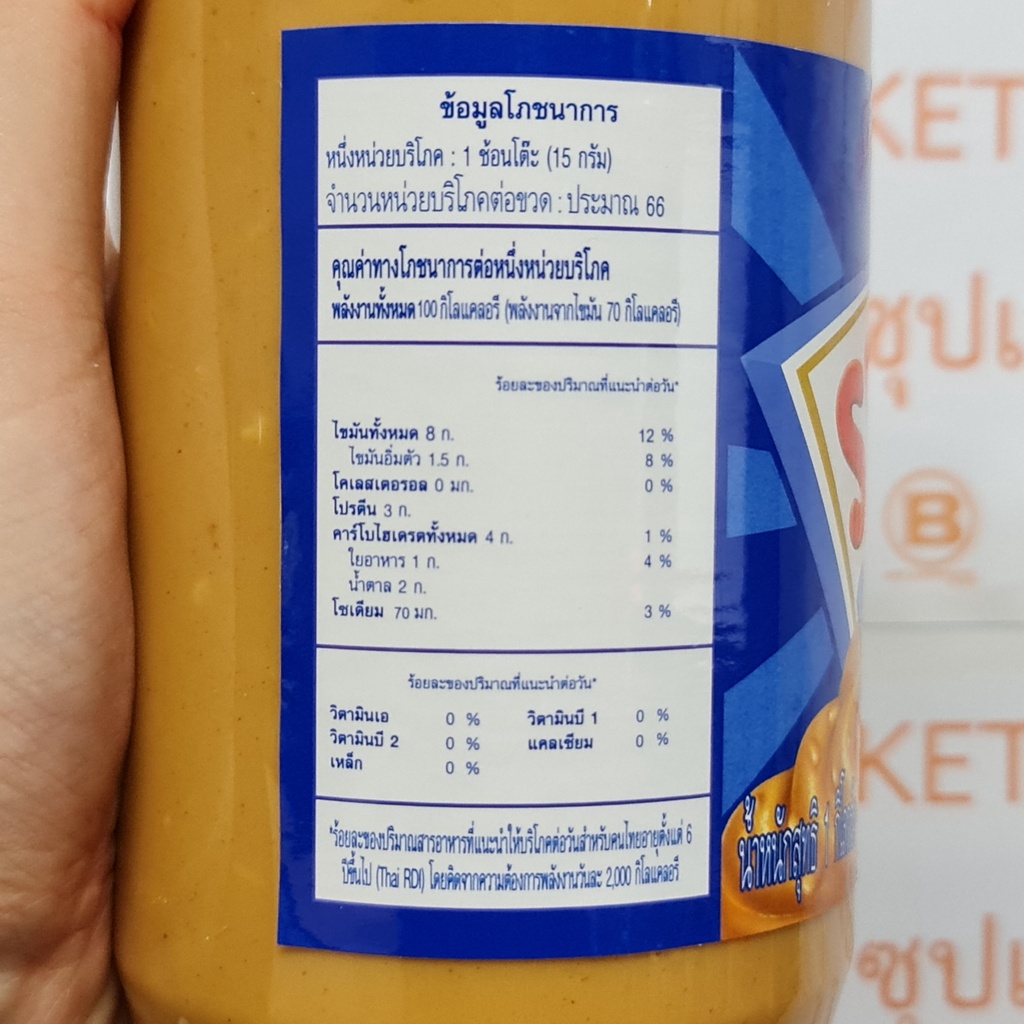 ข้อมูลโภชนาการ
หนึ่งหน่วยบริโภค : 1 ช้อนโต๊ะ (15 กรัม)
จำนวนหน่วยบริโภคต่อขวด : ประมาณ 66
คุณค่าทางโภชนาการต่อหนึ่งหน่วยบริโภค
พลังงานทั้งหมด 100 กิโลแคลอรี (พลังงานจากไขมัน 70 กิโลแคลอรี)
ร้อยละของปริมาณที่แนะนำต่อวัน*
ไขมันทั้งหมด 8 ก. 12 %
ไขมันอิ่มตัว 1.5 ก. 8 %
โคเลสเตอรอล 0 มก. 0 %
โปรตีน 3 ก.
คาร์โบไฮเดรตทั้งหมด 4 ก. 1 %
ใยอาหาร 1 ก. 4 %
น้ำตาล 2 ก.
โซเดียม 70 มก. 3 %
ร้อยละของปริมาณที่แนะนำต่อวัน*
วิตามินเอ 0 % วิตามินบี 1 0 %
วิตามินบี 2 0 % แคลเซียม 0 %
เหล็ก 0 %
*ร้อยละของปริมาณสารอาหารที่แนะนำให้บริโภคต่อวันสำหรับคนไทยอายุตั้งแต่ 6
ปีขึ้นไป (Thai RDI) โดยคิดจากความต้องการพลังงานวันละ 2,000 กิโลแคลอรี
น้ำหนักสุทธิ 1
S
KET
ซุปเ
B
KET
ซุปเ